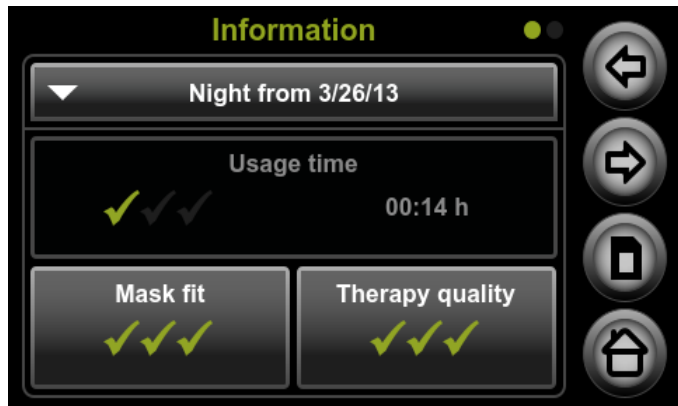 Information
Night from 3/26/13
Usage time
00:14 h
Mask fit
Therapy quality